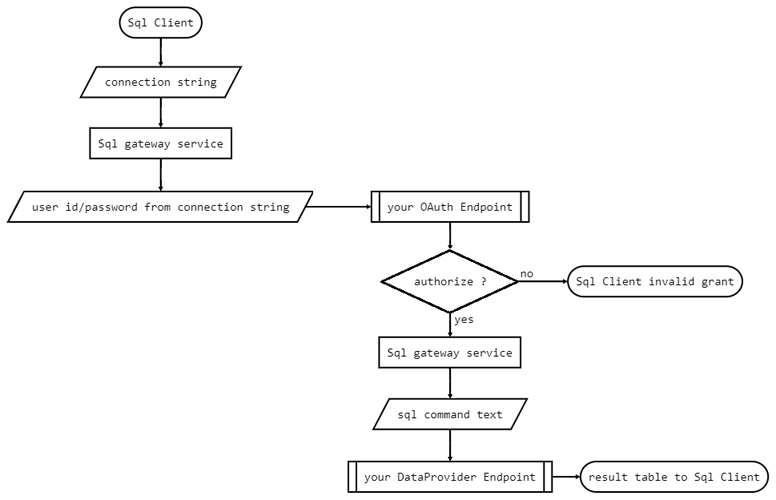 Sql Client
connection string
Sql gateway service
user id/password from connection string
your OAuth Endpoint
authorize ?
no
Sql Client invalid grant
yes
Sql gateway service
sql command text
your DataProvider Endpoint
result table to Sql Client